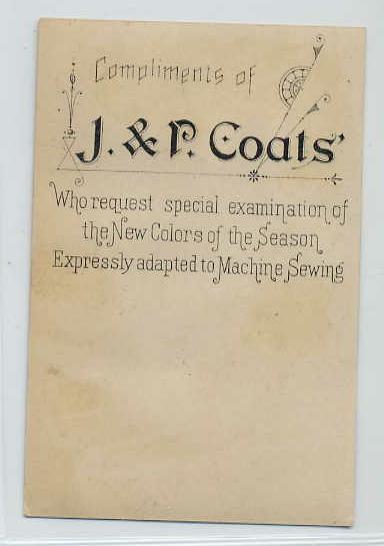 Compliments of
J. & P. Coats'
Who request special examination of
the New Colors of the Season
Expressly adapted to Machine Sewing